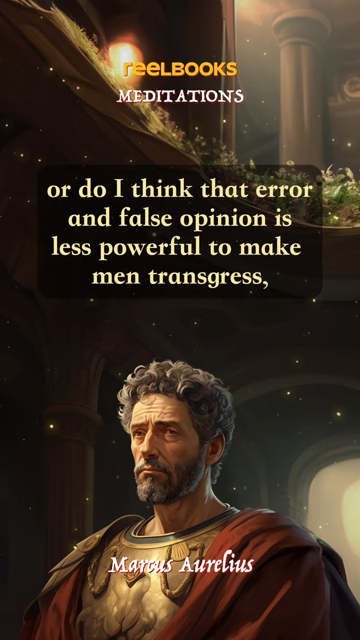 reelbooks
MEDITATIONS
or do I think that error
and false opinion is
less powerful to make
men transgress,
Marcus Aurelius